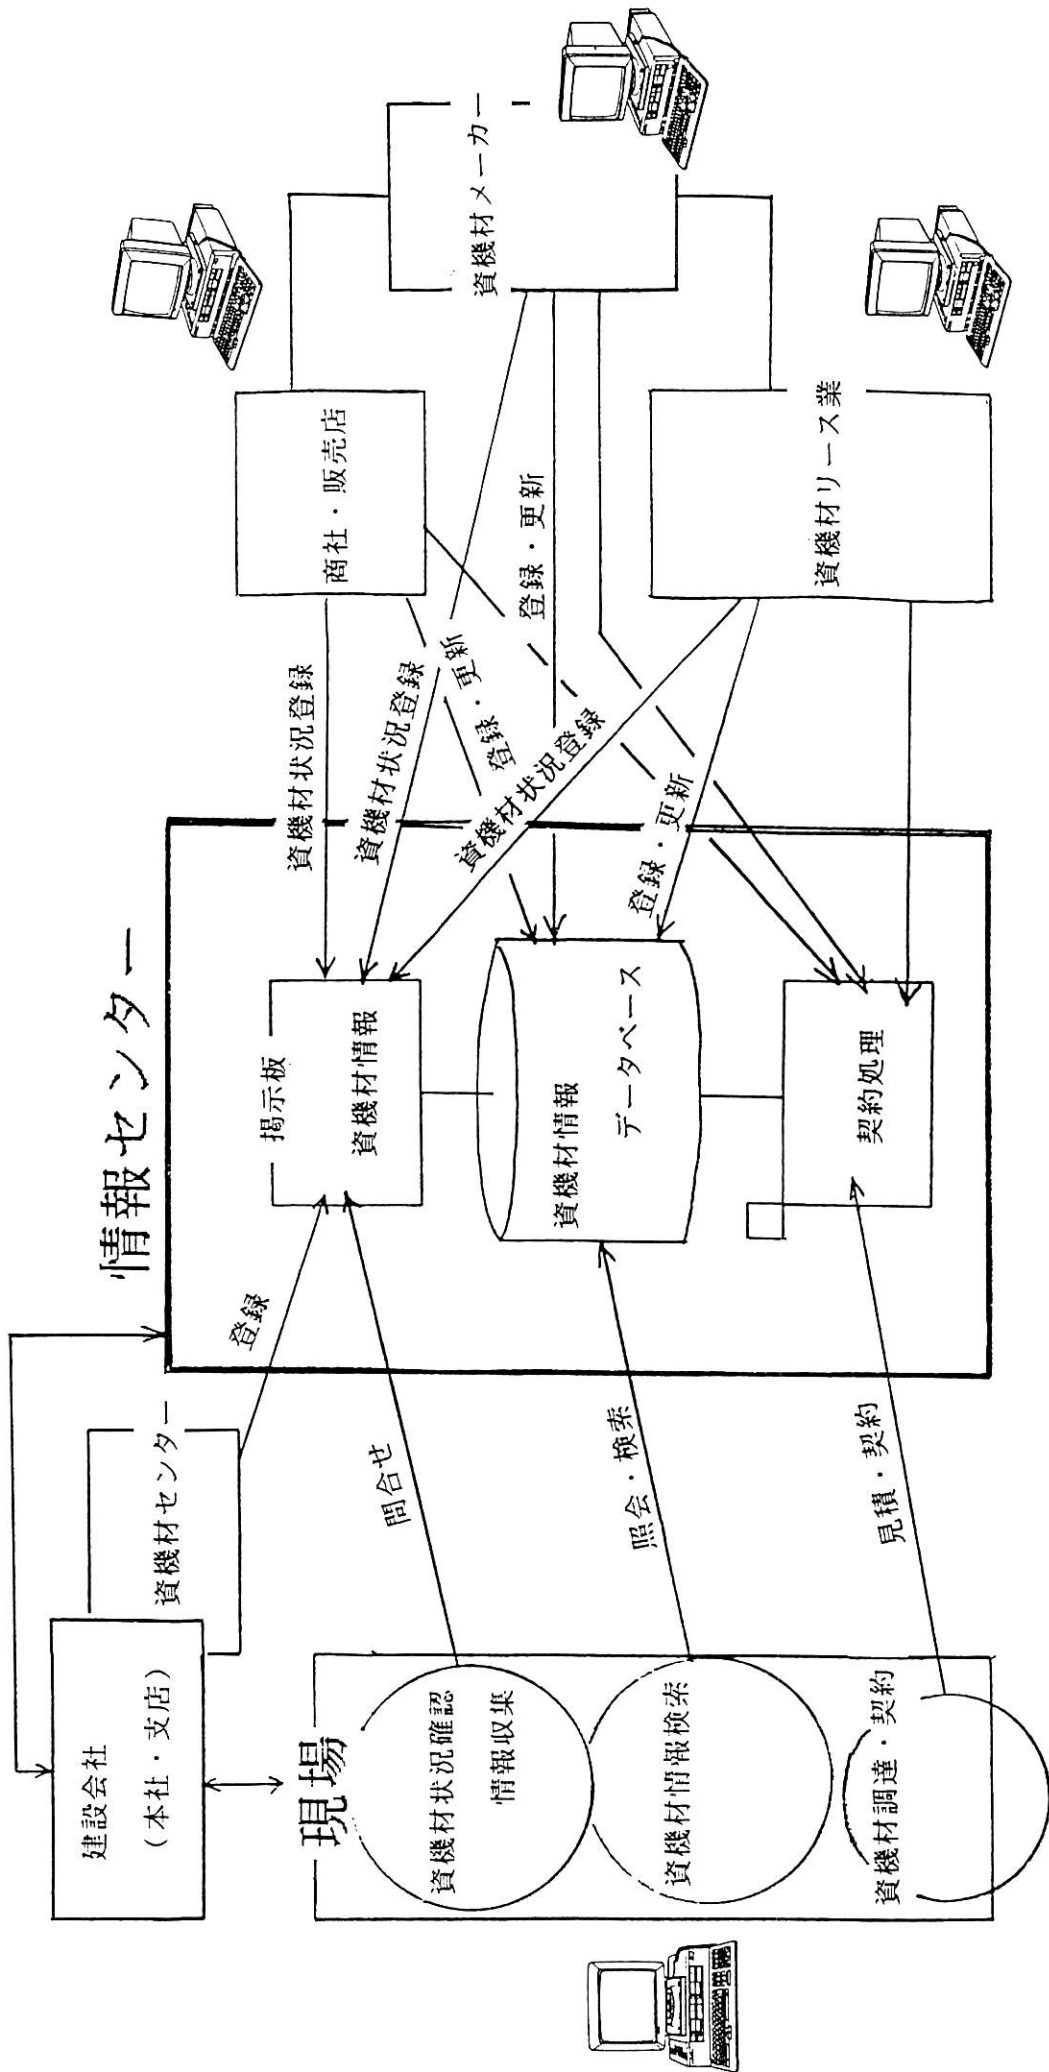 情報センター
建設会社
(本社・支店)
資機材センター
登録
現場
資機材状況確認
情報収集
資機材情報検索
資機材調達・契約
問合せ
照会・検索
見積・契約
掲示板
資機材情報
資機材情報
データベース
契約処理
資機材状況登録
資機材状況登録
登録・更新
登録・更新
資機材状況登録
登録・更新
商社・販売店
資機材メーカー
資機材リース業